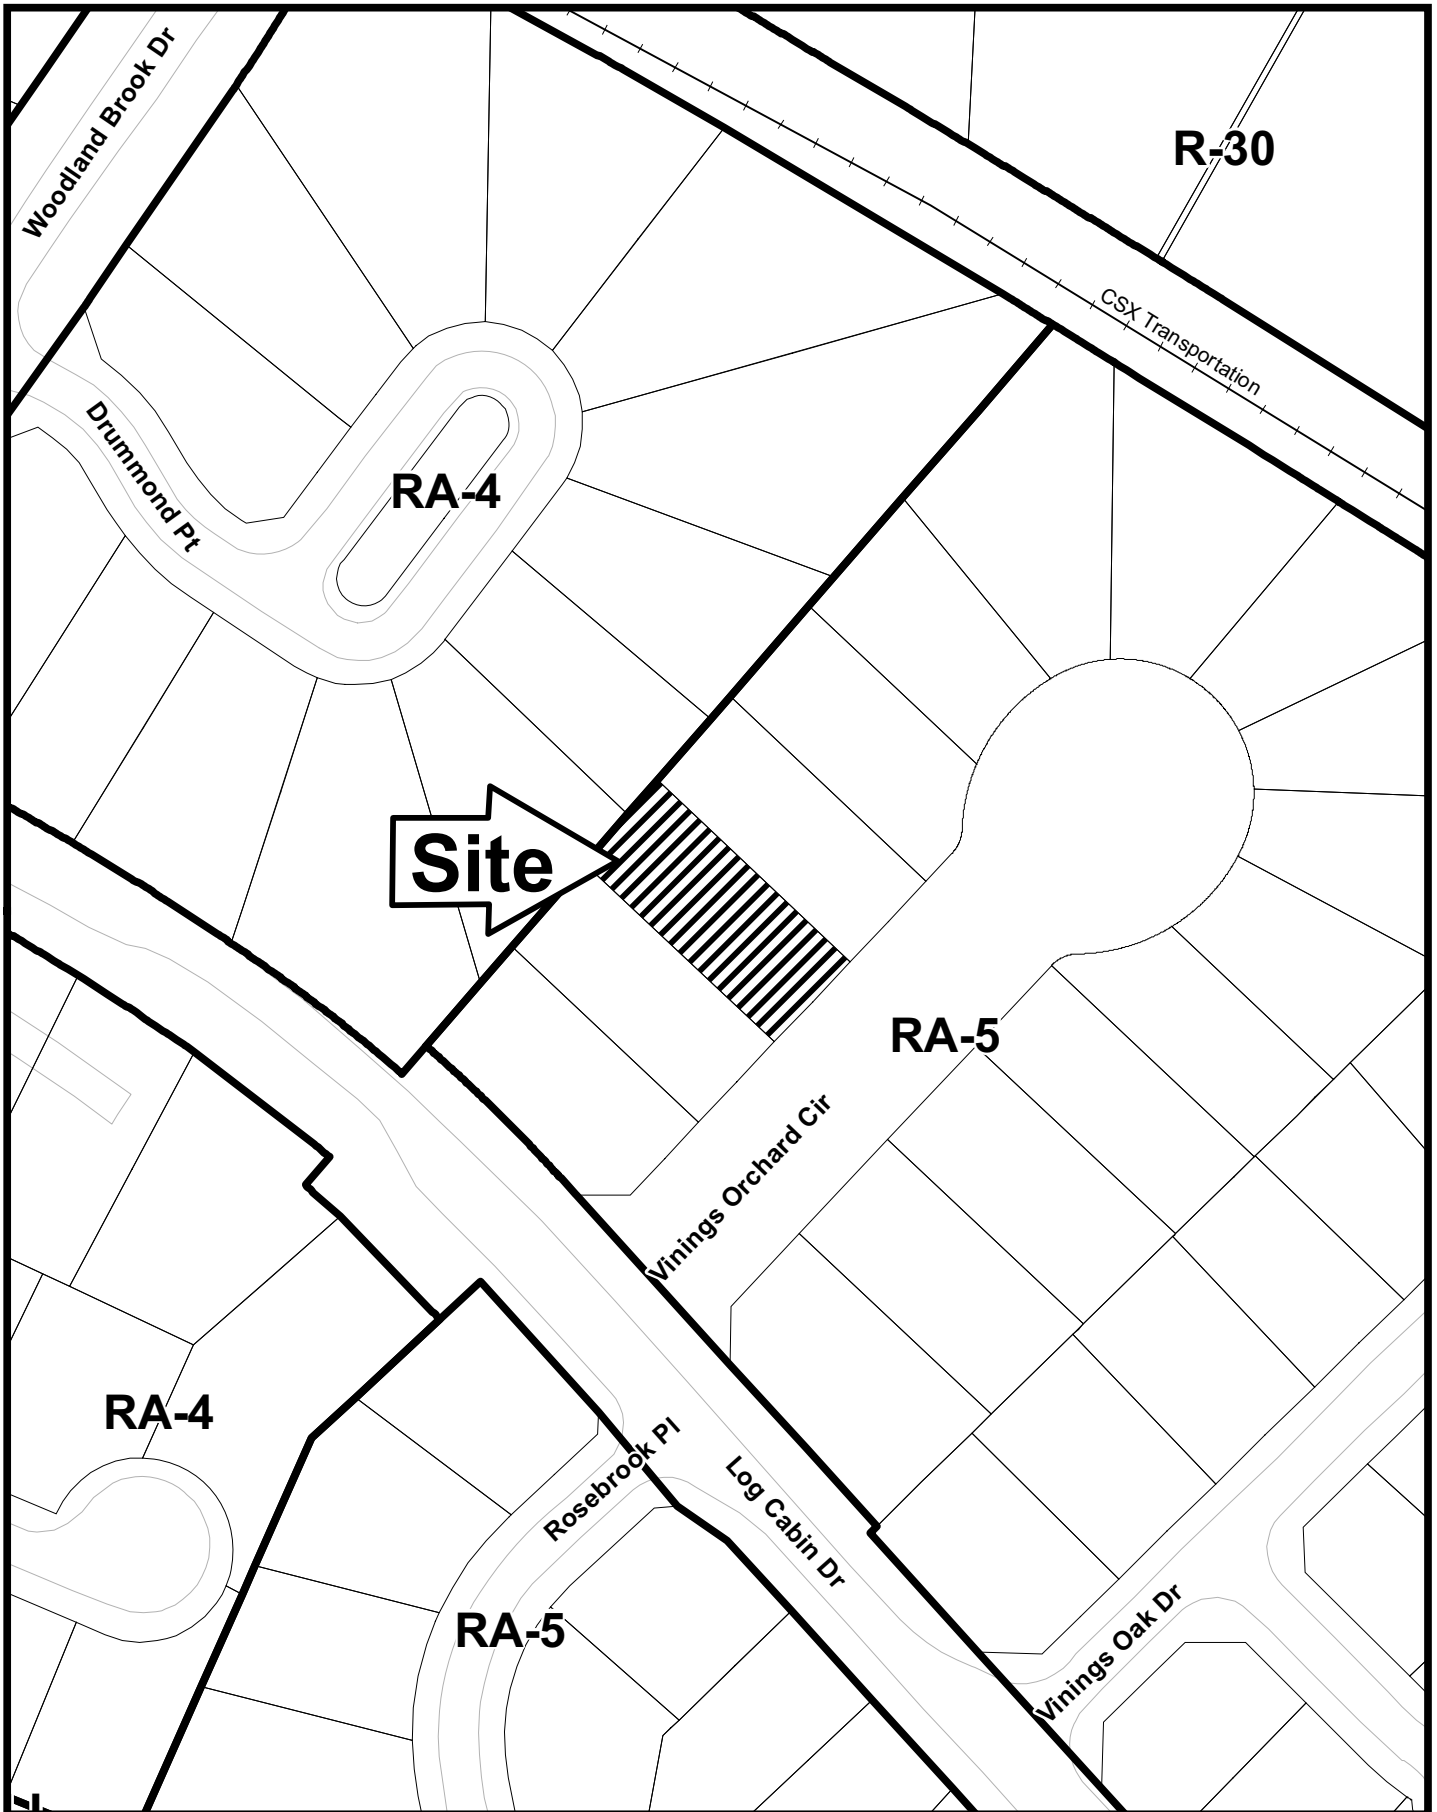 Woodland Brook Dr
R-30
CSX Transportation
Drummond Pt
RA-4
Site
RA-5
Vinings Orchard Cir
RA-4
Rosebrook Pl
Log Cabin Dr
RA-5
Vinings Oak Dr